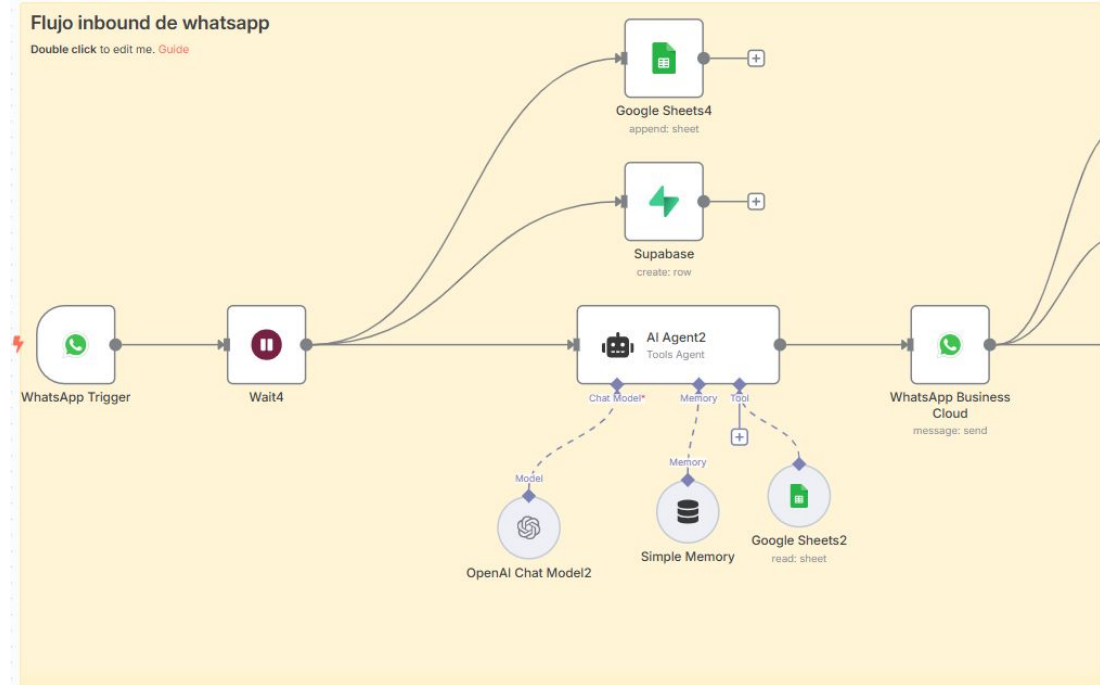 Flujo inbound de whatsapp
Double click to edit me. Guide
Google Sheets4
append: sheet
Supabase
create: row
WhatsApp Trigger
Wait4
AI Agent2
Tools Agent
Chat Model*
Memory
Tool
WhatsApp Business
Cloud
message: send
Model
OpenAI Chat Model2
Memory
Simple Memory
Google Sheets2
read: sheet